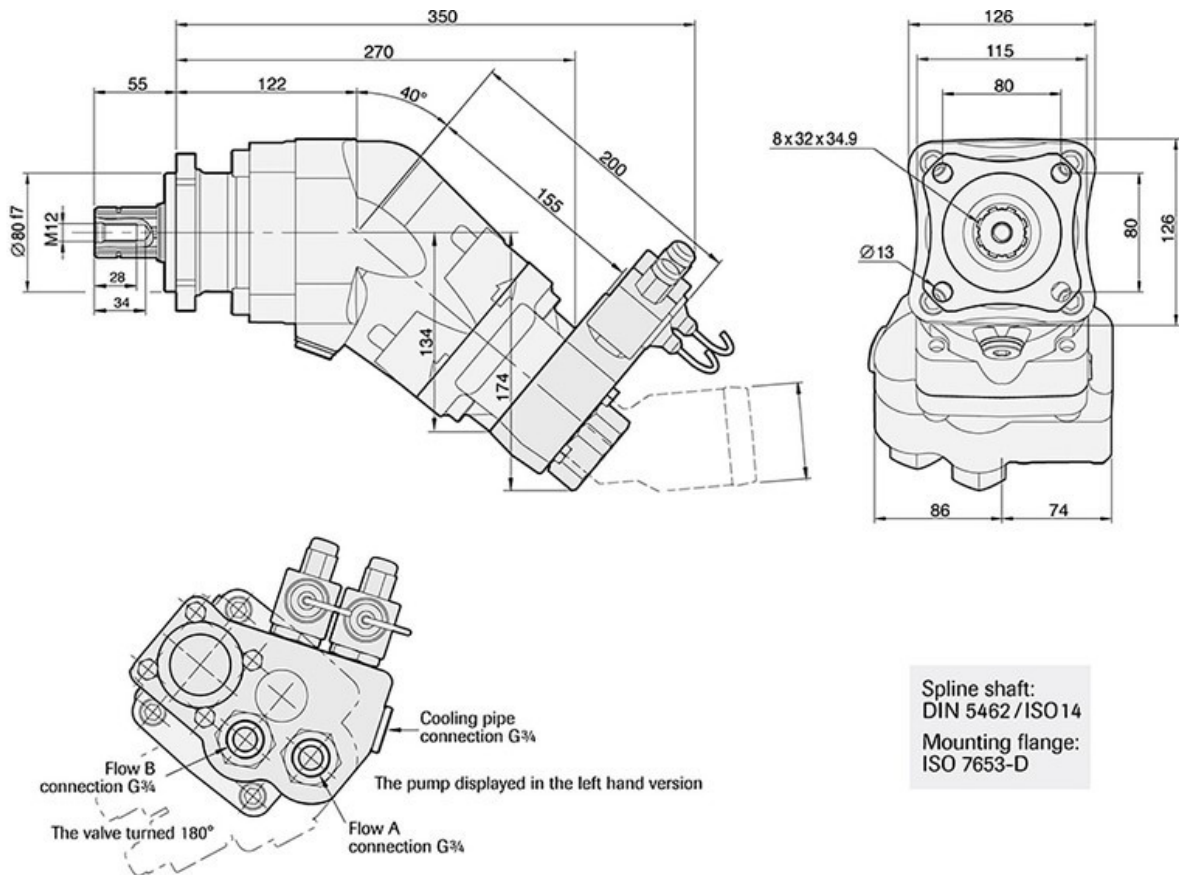 350
270
55
122
40°
200
155
Ø 80 f7
M12
28
34
134
174
126
115
80
8 x 32 x 34.9
Ø 13
80
126
86
74
Cooling pipe
connection G¾
Flow B
connection G¾
The pump displayed in the left hand version
The valve turned 180°
Flow A
connection G¾
Spline shaft:
DIN 5462 / ISO 14
Mounting flange:
ISO 7653-D